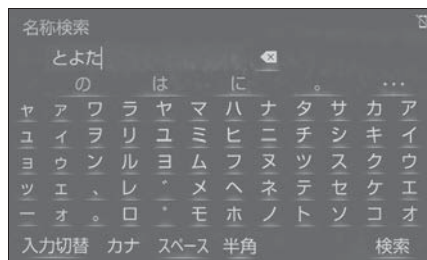 名称検索
とよた
の は に 。 …
ャ ァ ワ ラ ヤ マ ハ ナ タ サ カ ア
ュ ィ ヲ リ ユ ミ ヒ ニ チ シ キ イ
ョ ゥ ン ル ヨ ム フ ヌ ツ ス ク ウ
ッ ェ 、 レ ゛ メ ヘ ネ テ セ ケ エ
ー ォ 。 ロ ゜ モ ホ ノ ト ソ コ オ
入力切替 カナ スペース 半角 検索